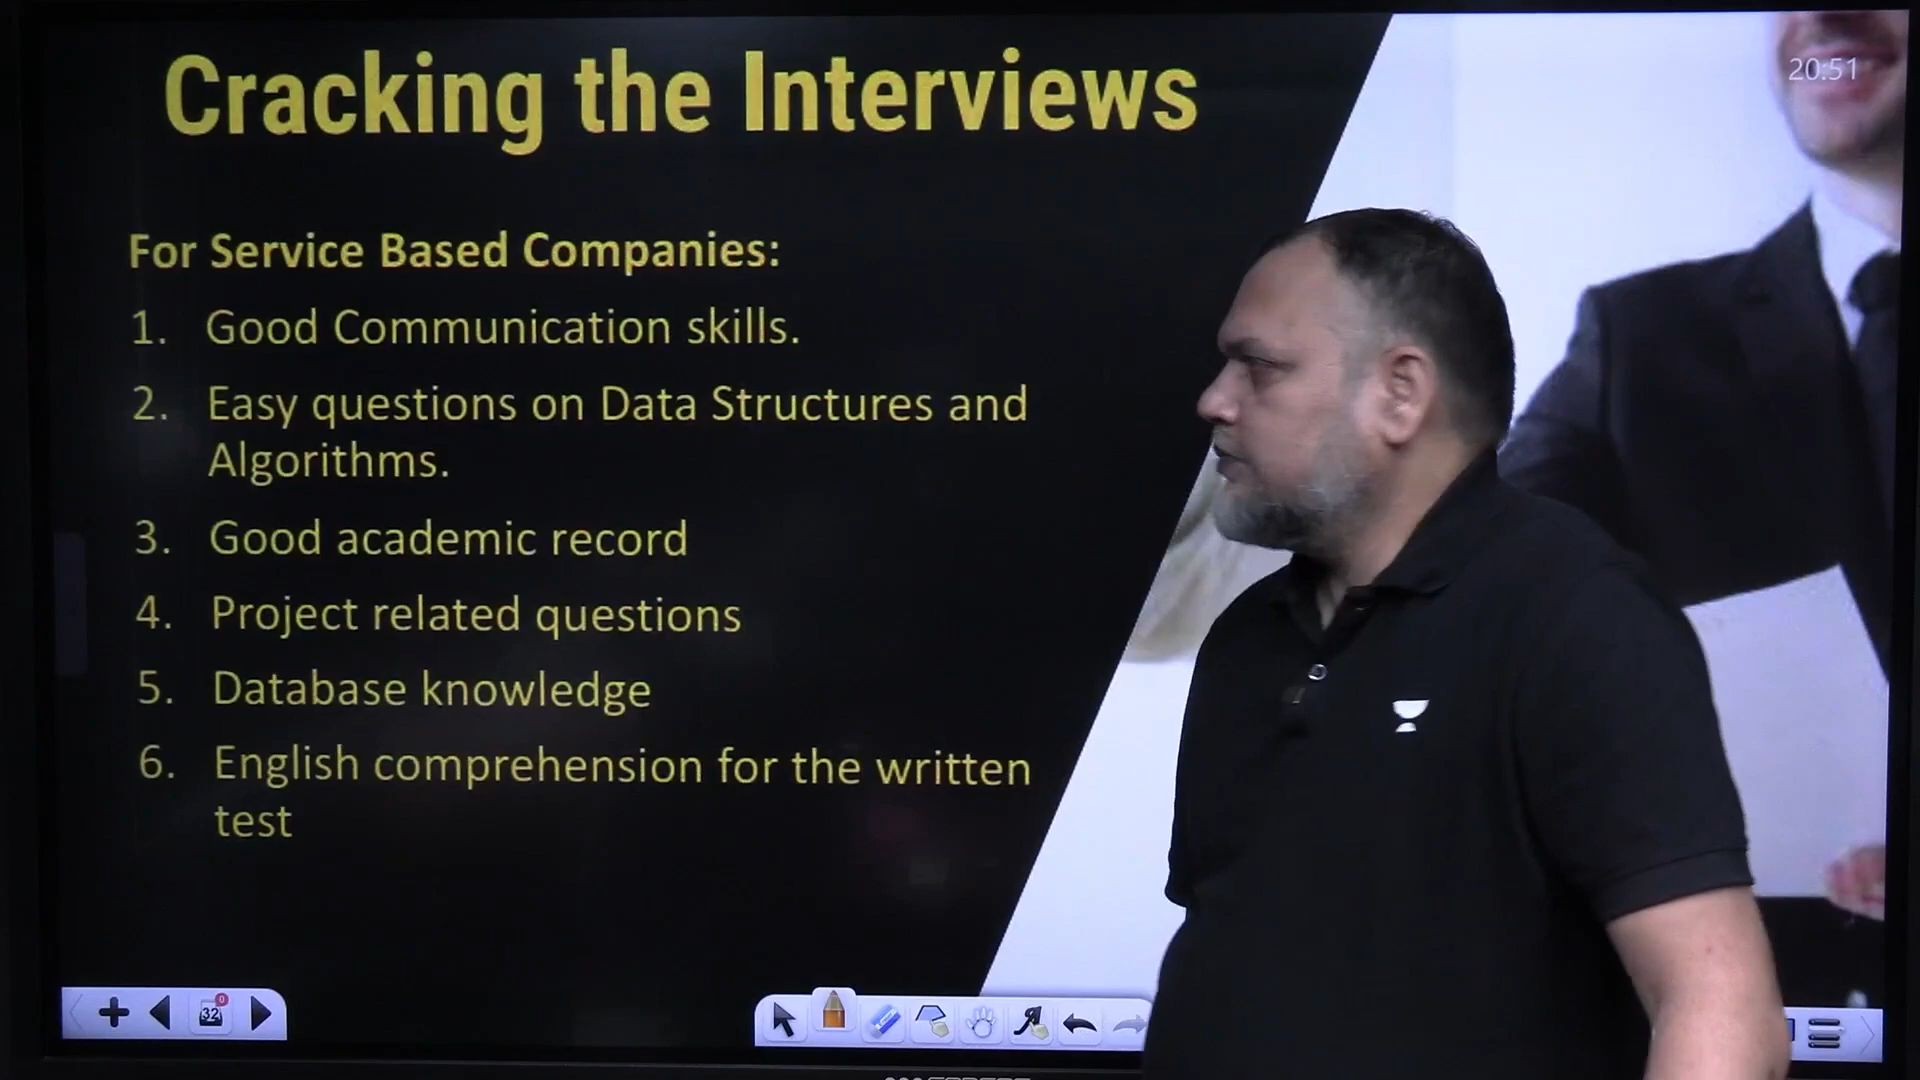 Cracking the Interviews
20:51
For Service Based Companies:
1. Good Communication skills.
2. Easy questions on Data Structures and
Algorithms.
3. Good academic record
4. Project related questions
5. Database knowledge
6. English comprehension for the written
test
0
32